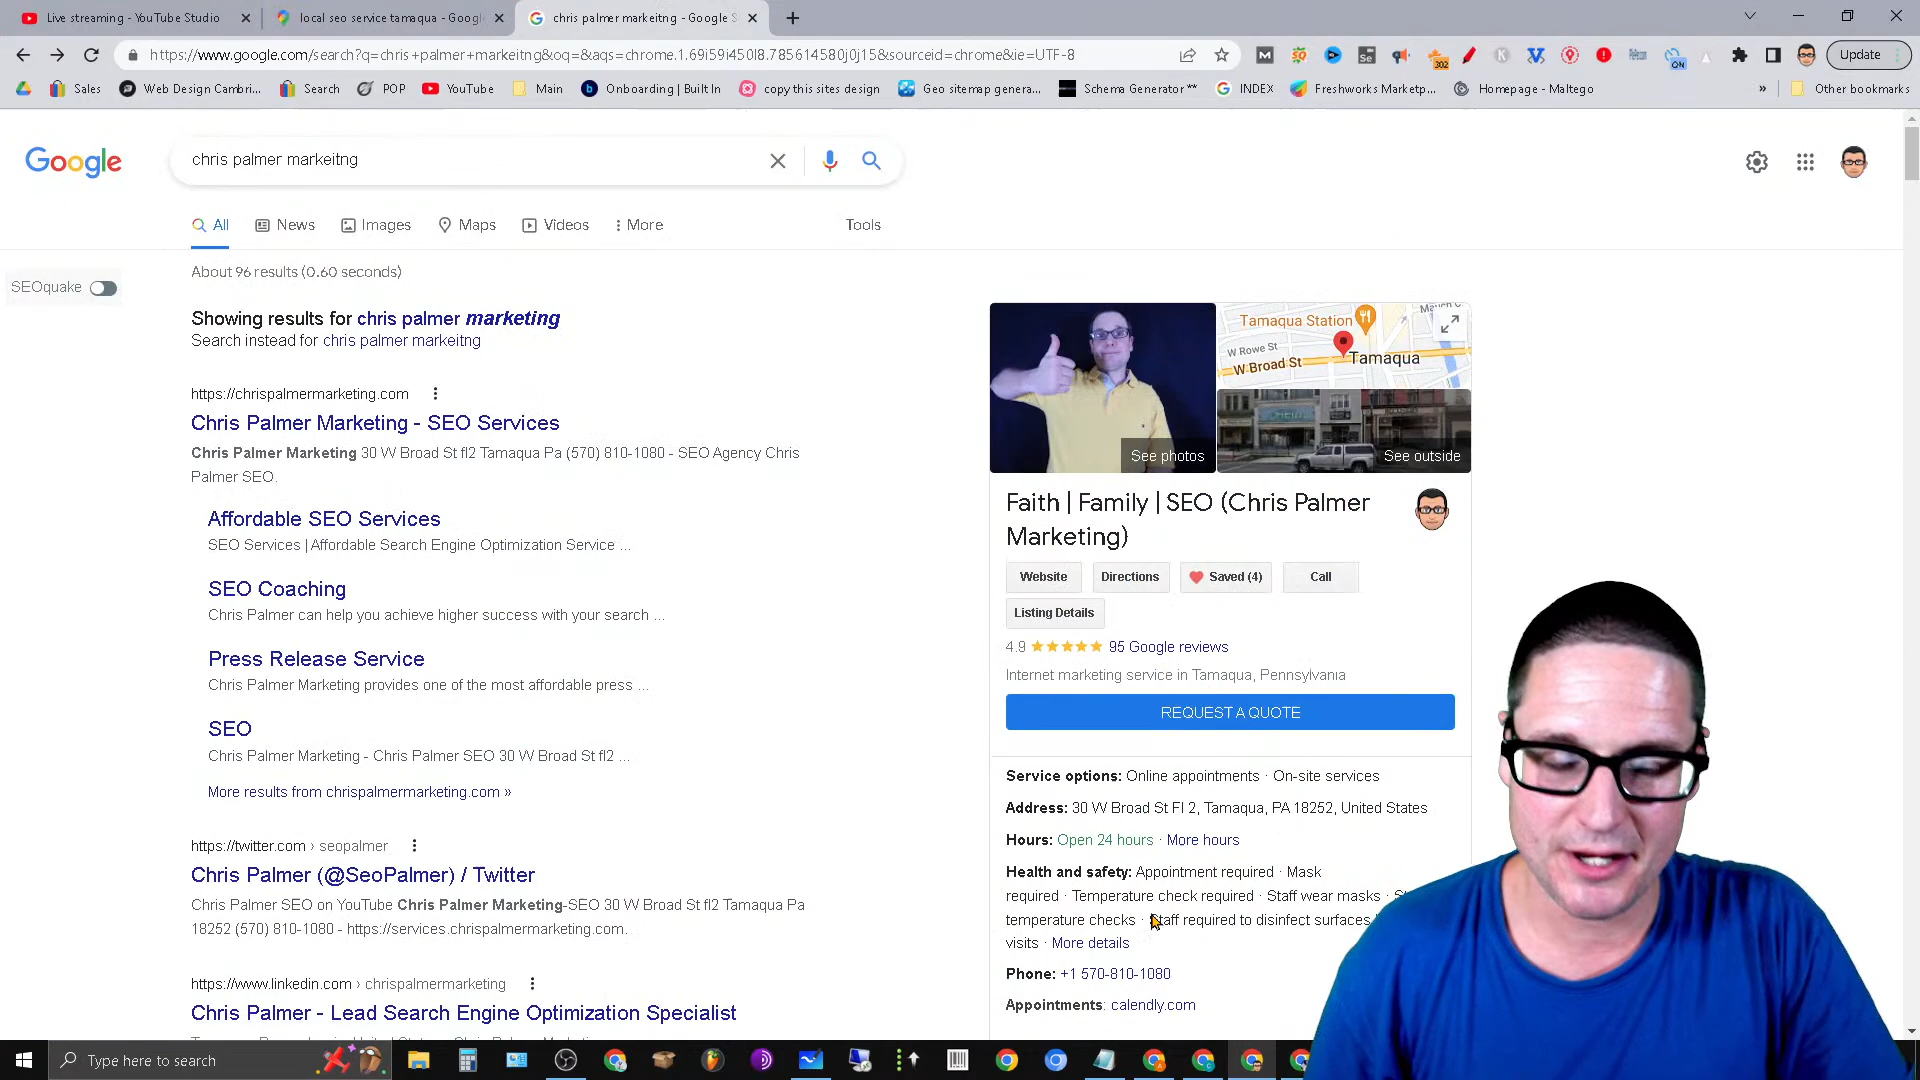 Live streaming - YouTube Studio
local seo service tamaqua - Googl
chris palmer markeitng - Google S
https://www.google.com/search?q=chris+palmer+markeitng&oq=&aqs=chrome.1.69i59i450l8.785614580j0j15&sourceid=chrome&ie=UTF-8
302
ON
Update
Sales
Web Design Cambri...
Search
POP
YouTube
Main
Onboarding | Built In
copy this sites design
Geo sitemap genera...
Schema Generator **
INDEX
Freshworks Marketp...
Homepage - Maltego
»
Other bookmarks
Google
chris palmer markeitng
All
News
Images
Maps
Videos
More
Tools
About 96 results (0.60 seconds)
SEOquake
Showing results for chris palmer marketing
Search instead for chris palmer markeitng
https://chrispalmermarketing.com
Chris Palmer Marketing - SEO Services
Chris Palmer Marketing 30 W Broad St fl2 Tamaqua Pa (570) 810-1080 - SEO Agency Chris
Palmer SEO.
Affordable SEO Services
SEO Services | Affordable Search Engine Optimization Service ...
SEO Coaching
Chris Palmer can help you achieve higher success with your search ...
Press Release Service
Chris Palmer Marketing provides one of the most affordable press ...
SEO
Chris Palmer Marketing - Chris Palmer SEO 30 W Broad St fl2 ...
More results from chrispalmermarketing.com »
https://twitter.com › seopalmer
Chris Palmer (@SeoPalmer) / Twitter
Chris Palmer SEO on YouTube Chris Palmer Marketing-SEO 30 W Broad St fl2 Tamaqua Pa
18252 (570) 810-1080 - https://services.chrispalmermarketing.com.
https://www.linkedin.com › chrispalmermarketing
Chris Palmer - Lead Search Engine Optimization Specialist
Tamaqua Station
W Rowe St
W Broad St
Tamaqua
See photos
See outside
Faith | Family | SEO (Chris Palmer
Marketing)
Website
Directions
Saved (4)
Call
Listing Details
4.9
95 Google reviews
Internet marketing service in Tamaqua, Pennsylvania
REQUEST A QUOTE
Service options: Online appointments · On-site services
Address: 30 W Broad St Fl 2, Tamaqua, PA 18252, United States
Hours: Open 24 hours · More hours
Health and safety: Appointment required · Mask
required · Temperature check required · Staff wear masks ·
temperature checks · Staff required to disinfect surfaces
visits · More details
Phone: +1 570-810-1080
Appointments: calendly.com
Type here to search